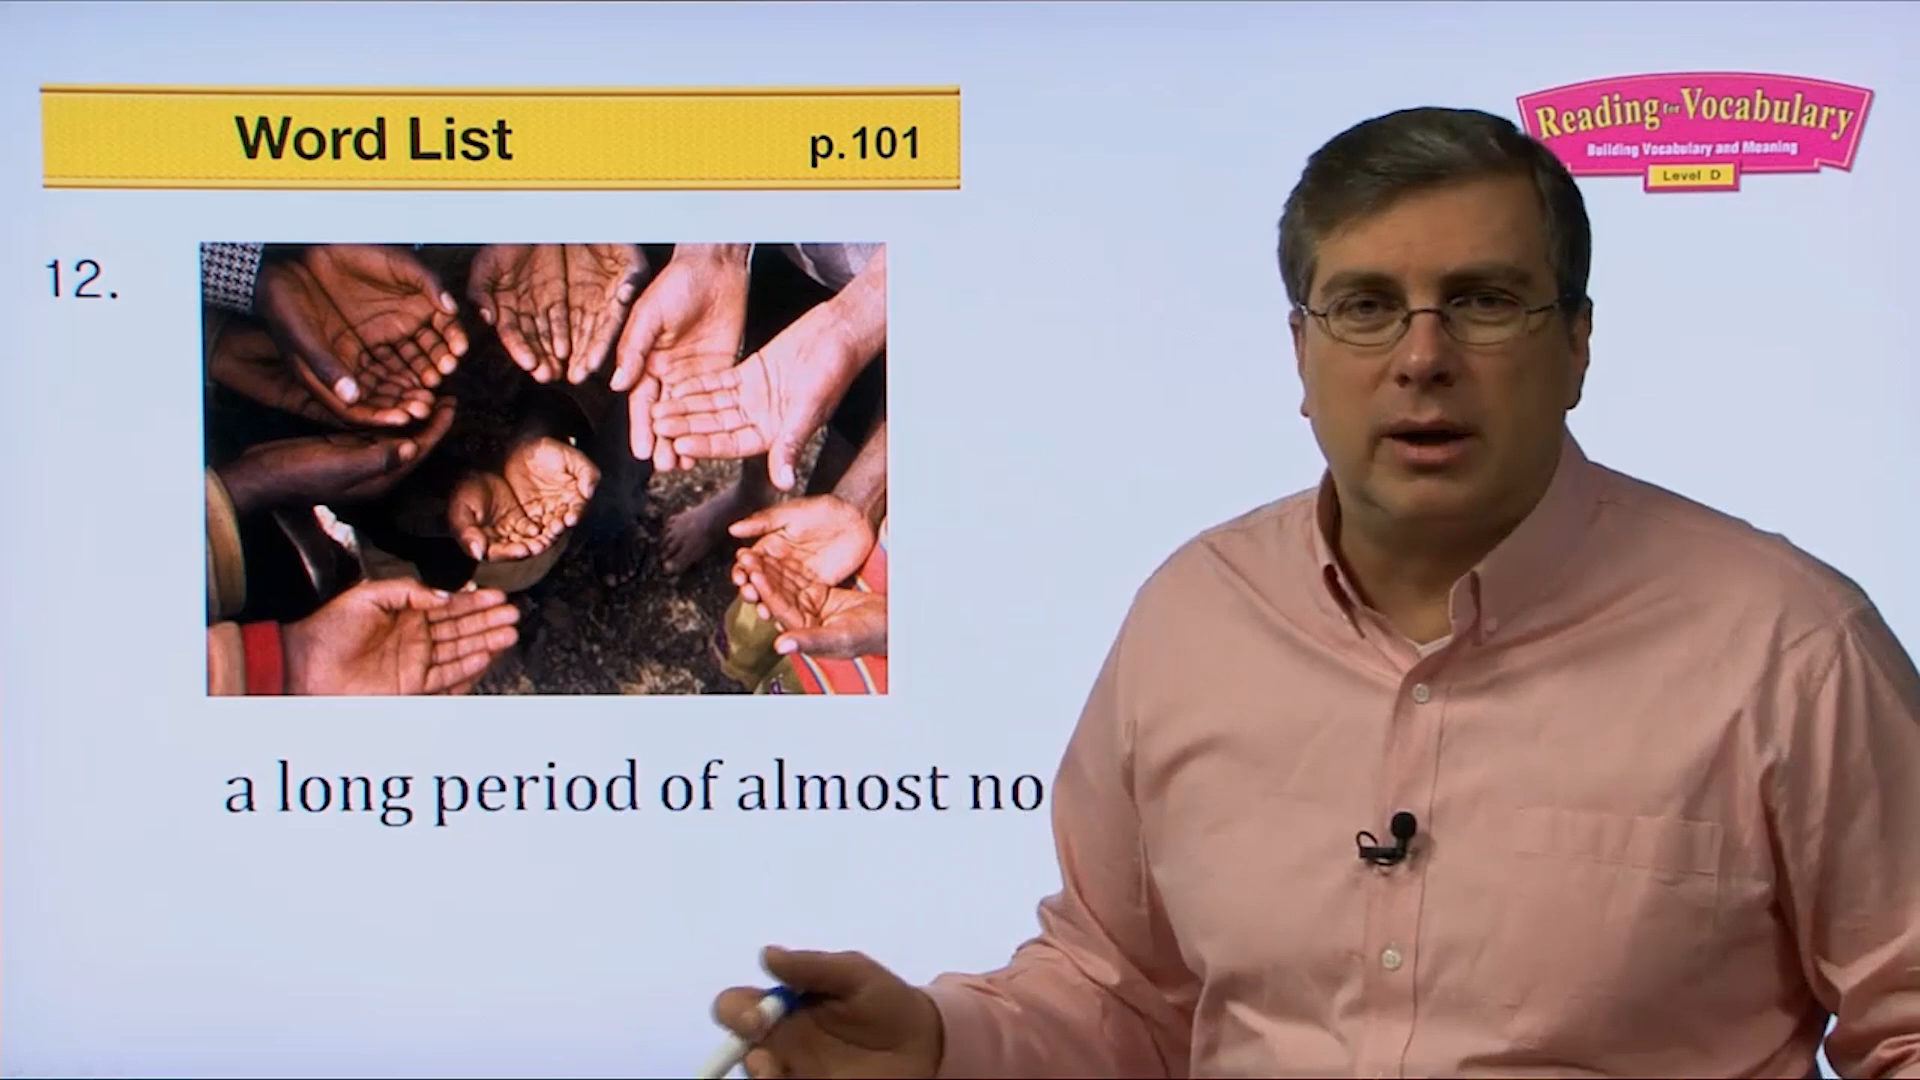 Word List p.101
Reading for Vocabulary
Building Vocabulary and Meaning
Level D
12.
a long period of almost no